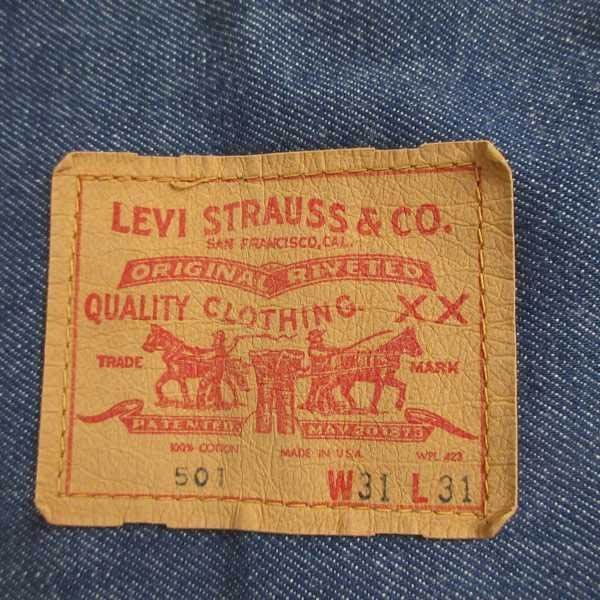 LEVI STRAUSS & CO.
SAN FRANCISCO, CAL.
ORIGINAL RIVETED
QUALITY CLOTHING. XX
TRADE MARK
PATENTED MAY 20 1873
100% COTTON MADE IN U.S.A. WPL 423
501 W31 L31